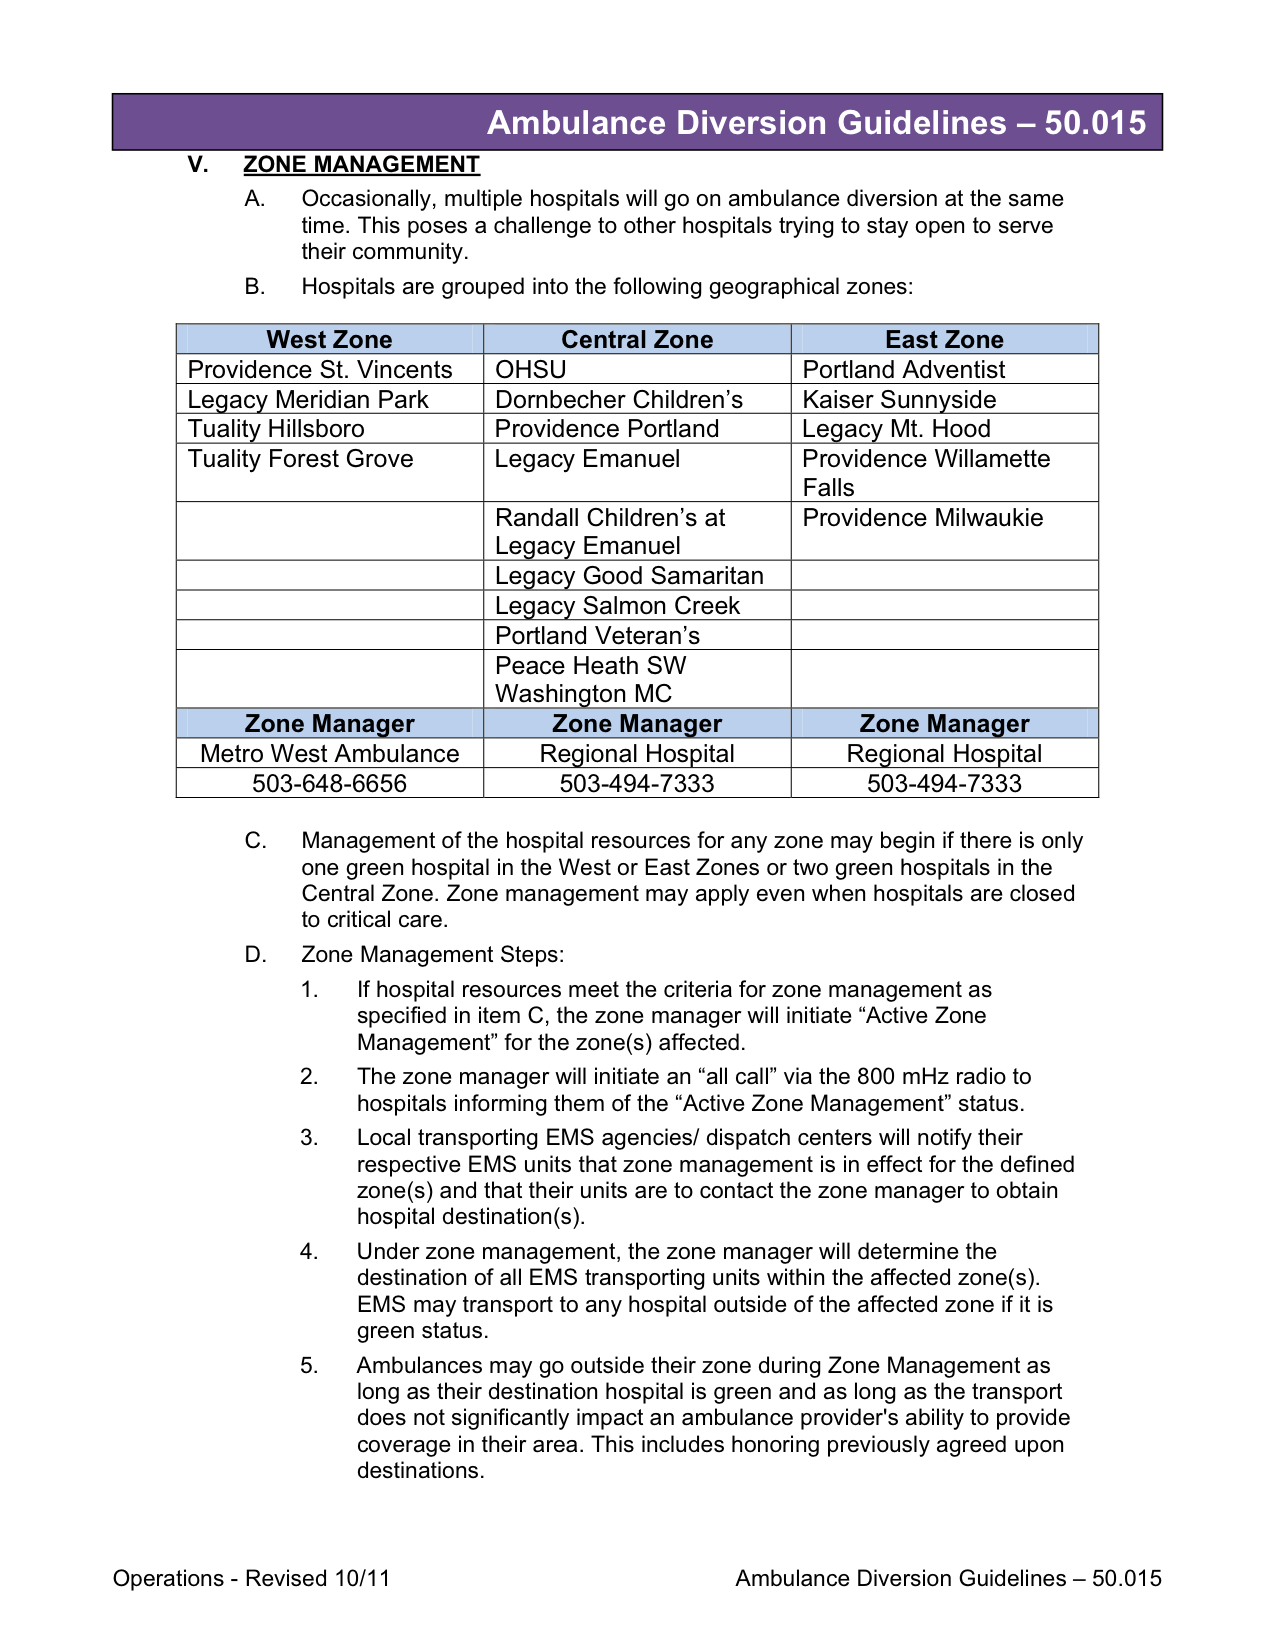 Ambulance Diversion Guidelines – 50.015
V. ZONE MANAGEMENT
A. Occasionally, multiple hospitals will go on ambulance diversion at the same
time. This poses a challenge to other hospitals trying to stay open to serve
their community.
B. Hospitals are grouped into the following geographical zones:
West Zone Central Zone East Zone
Providence St. Vincents OHSU Portland Adventist
Legacy Meridian Park Dornbecher Children’s Kaiser Sunnyside
Tuality Hillsboro Providence Portland Legacy Mt. Hood
Tuality Forest Grove Legacy Emanuel Providence Willamette
Falls
Randall Children’s at Providence Milwaukie
Legacy Emanuel
Legacy Good Samaritan
Legacy Salmon Creek
Portland Veteran’s
Peace Heath SW
Washington MC
Zone Manager Zone Manager Zone Manager
Metro West Ambulance Regional Hospital Regional Hospital
503-648-6656 503-494-7333 503-494-7333
C. Management of the hospital resources for any zone may begin if there is only
one green hospital in the West or East Zones or two green hospitals in the
Central Zone. Zone management may apply even when hospitals are closed
to critical care.
D. Zone Management Steps:
1. If hospital resources meet the criteria for zone management as
specified in item C, the zone manager will initiate “Active Zone
Management” for the zone(s) affected.
2. The zone manager will initiate an “all call” via the 800 mHz radio to
hospitals informing them of the “Active Zone Management” status.
3. Local transporting EMS agencies/ dispatch centers will notify their
respective EMS units that zone management is in effect for the defined
zone(s) and that their units are to contact the zone manager to obtain
hospital destination(s).
4. Under zone management, the zone manager will determine the
destination of all EMS transporting units within the affected zone(s).
EMS may transport to any hospital outside of the affected zone if it is
green status.
5. Ambulances may go outside their zone during Zone Management as
long as their destination hospital is green and as long as the transport
does not significantly impact an ambulance provider's ability to provide
coverage in their area. This includes honoring previously agreed upon
destinations.
Operations - Revised 10/11 Ambulance Diversion Guidelines – 50.015